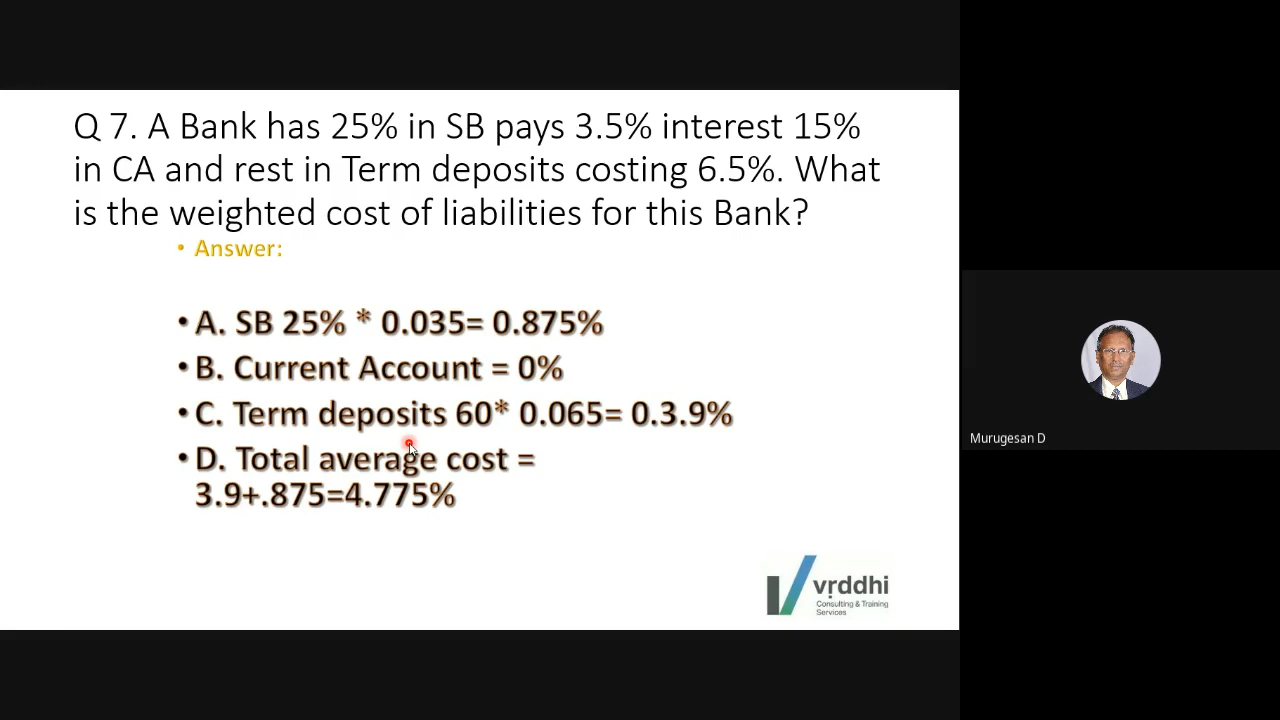 Q 7. A Bank has 25% in SB pays 3.5% interest 15%
in CA and rest in Term deposits costing 6.5%. What
is the weighted cost of liabilities for this Bank?
• Answer:
• A. SB 25% * 0.035= 0.875%
• B. Current Account = 0%
• C. Term deposits 60* 0.065= 0.3.9%
• D. Total average cost =
3.9+.875=4.775%
vṛddhi
Consulting & Training
Services
Murugesan D